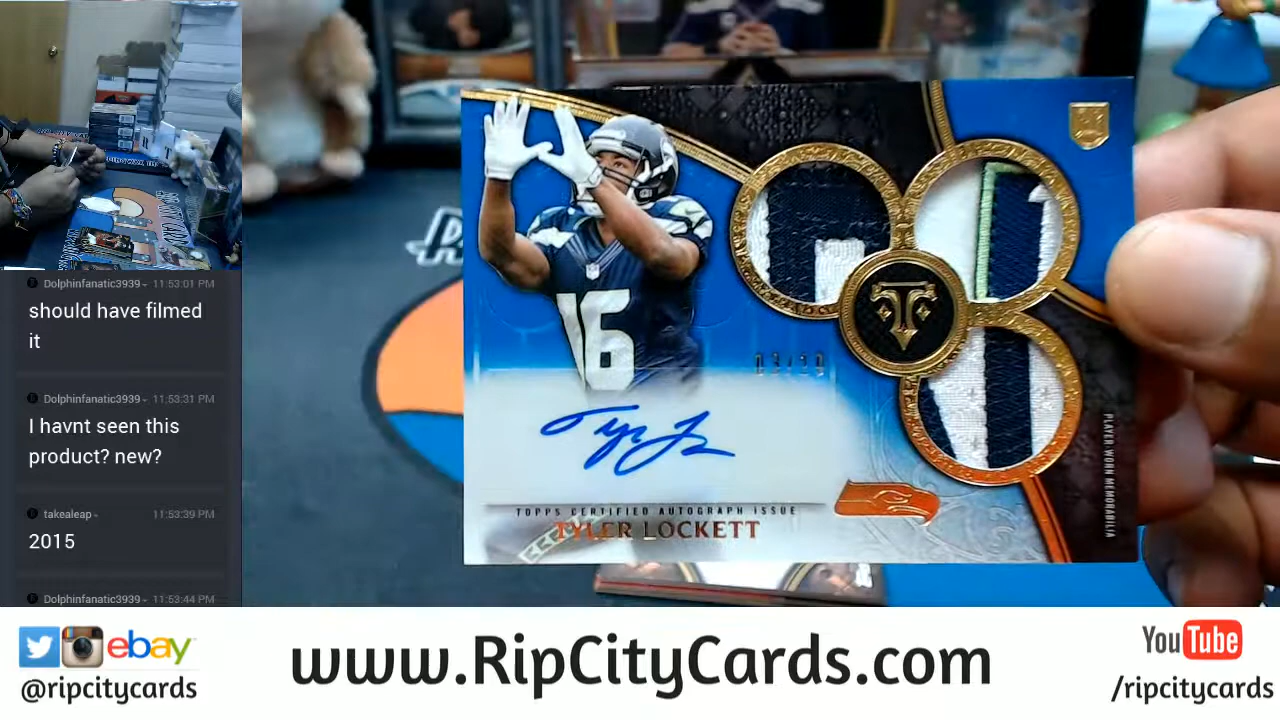 Dolphinfanatic3939 11:53:01 PM
should have filmed
it
Dolphinfanatic3939 11:53:31 PM
I havnt seen this
product? new?
takealeap 11:53:39 PM
2015
Dolphinfanatic3939 11:53:44 PM
16
TOPPS CERTIFIED AUTOGRAPH ISSUE
TYLER LOCKETT
PLAYER-WORN MEMORABILIA
ebay
@ripcitycards
www.RipCityCards.com
YouTube
/ripcitycards